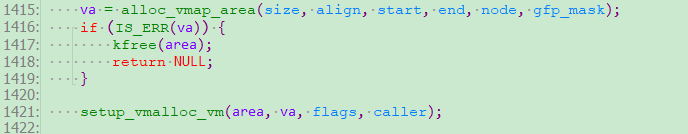 1415: va = alloc_vmap_area(size, align, start, end, node, gfp_mask);
1416: if (IS_ERR(va)) {
1417: kfree(area);
1418: return NULL;
1419: }
1420:
1421: setup_vmalloc_vm(area, va, flags, caller);
1422: